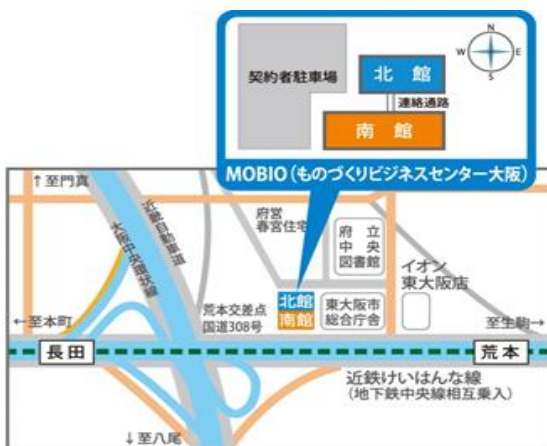 N
W
E
S
契約者駐車場
北 館
連絡通路
南 館
MOBIO(ものづくりビジネスセンター大阪)
↑至門真
近畿自動車道
大阪中央環状線
府営
春宮住宅
府 立
中 央
図書館
イオン
東大阪店
荒本交差点
国道308号
北館
南館
東大阪市
総合庁舎
←至本町
至生駒→
長田
荒本
近鉄けいはんな線
(地下鉄中央線相互乗入)
↓至八尾